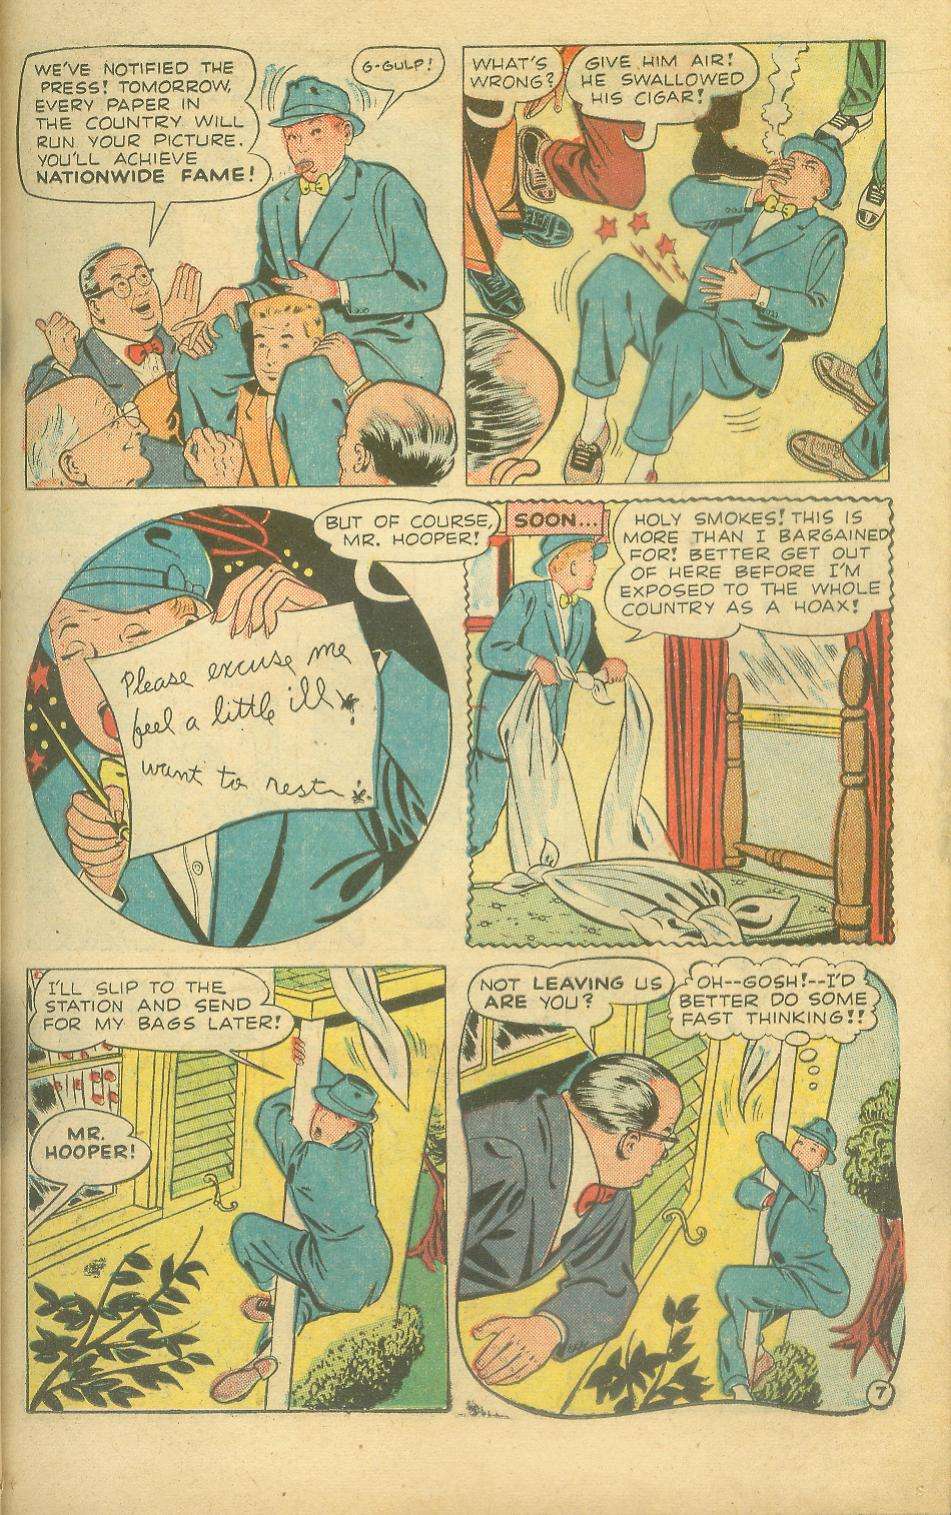 WE'VE NOTIFIED THE
PRESS! TOMORROW,
EVERY PAPER IN
THE COUNTRY WILL
RUN YOUR PICTURE.
YOU'LL ACHIEVE
NATIONWIDE FAME!
G-GULP!
WHAT'S
WRONG?
GIVE HIM AIR!
HE SWALLOWED
HIS CIGAR!
BUT OF COURSE,
MR. HOOPER!
Please excuse me
feel a little ill
want to rest
SOON...
HOLY SMOKES! THIS IS
MORE THAN I BARGAINED
FOR! BETTER GET OUT
OF HERE BEFORE I'M
EXPOSED TO THE WHOLE
COUNTRY AS A HOAX!
I'LL SLIP TO THE
STATION AND SEND
FOR MY BAGS LATER!
MR.
HOOPER!
NOT LEAVING US
ARE YOU?
OH--GOSH!--I'D
BETTER DO SOME
FAST THINKING!!
7